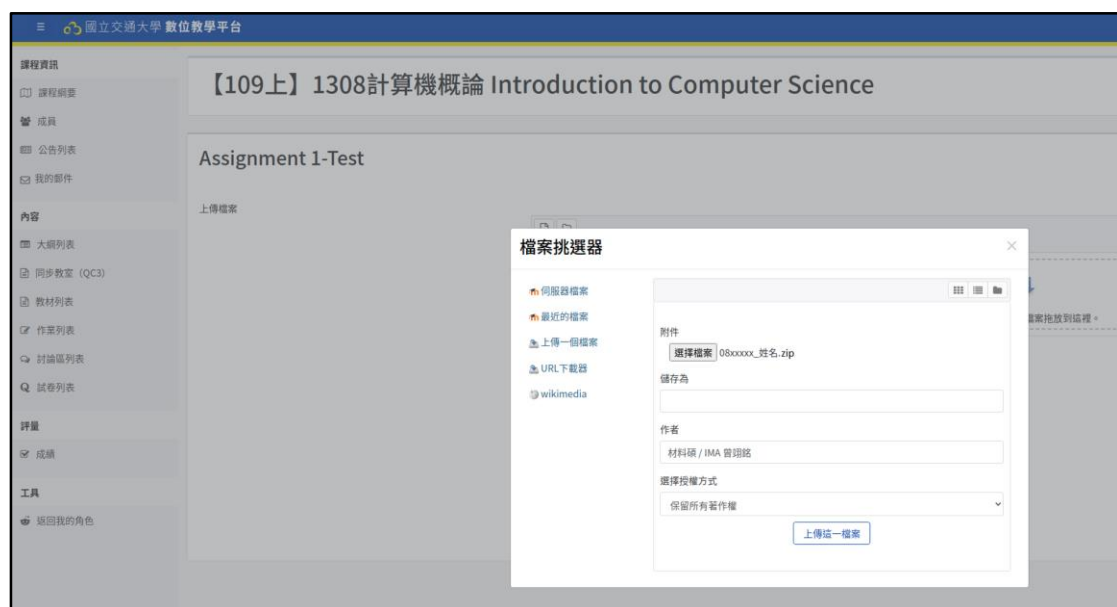 國立交通大學 數位教學平台
課程資訊
課程綱要
成員
公告列表
我的郵件
內容
大綱列表
同步教室（QC3）
教材列表
作業列表
討論區列表
試卷列表
評量
成績
工具
返回我的角色
【109上】1308計算機概論 Introduction to Computer Science
Assignment 1-Test
上傳檔案
檔案拖放到這裡。
檔案挑選器
伺服器檔案
最近的檔案
上傳一個檔案
URL下載器
wikimedia
附件
選擇檔案 08xxxxx_姓名.zip
儲存為
作者
材料碩 / IMA 曾翊銘
選擇授權方式
保留所有著作權
上傳這一檔案